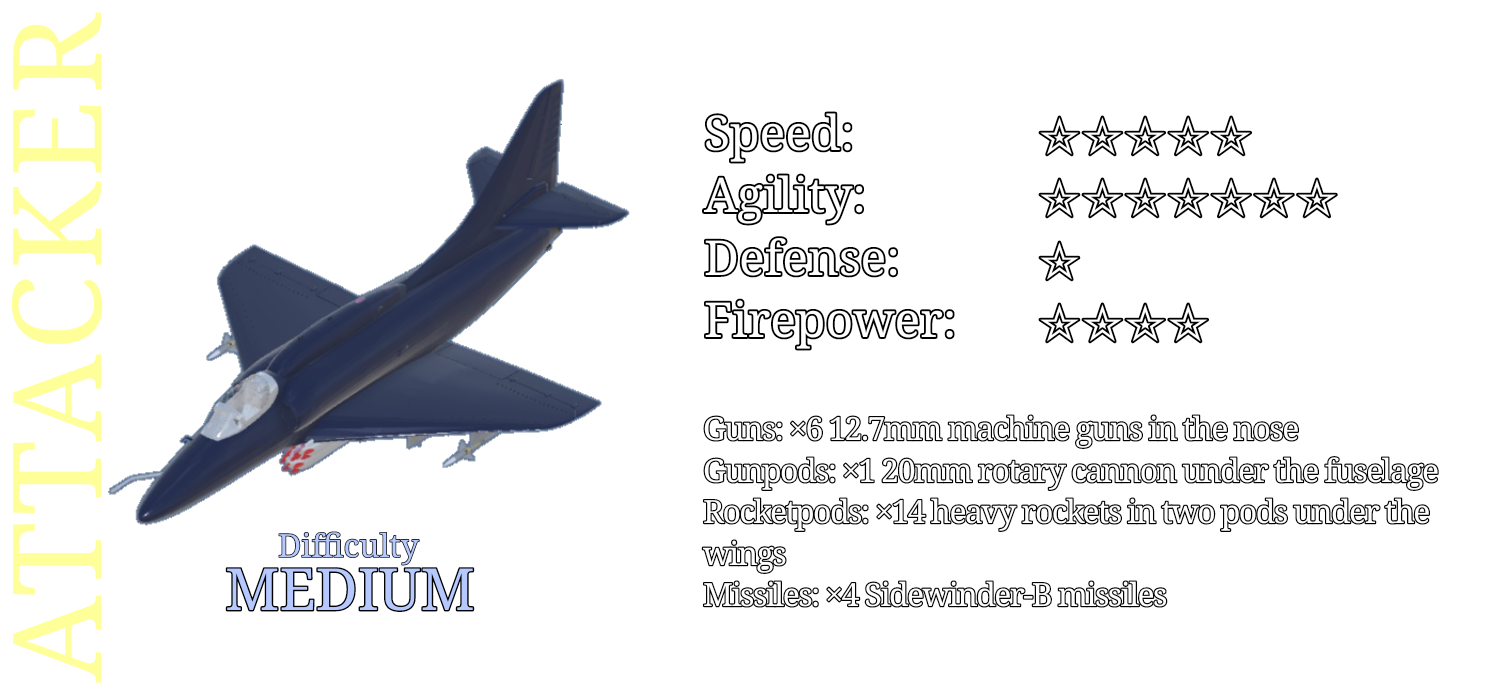 ATTACKER
Speed: ☆☆☆☆☆
Agility: ☆☆☆☆☆☆☆
Defense: ☆
Firepower: ☆☆☆☆
Guns: ×6 12.7mm machine guns in the nose
Gunpods: ×1 20mm rotary cannon under the fuselage
Rocketpods: ×14 heavy rockets in two pods under the
wings
Missiles: ×4 Sidewinder-B missiles
Difficulty
MEDIUM